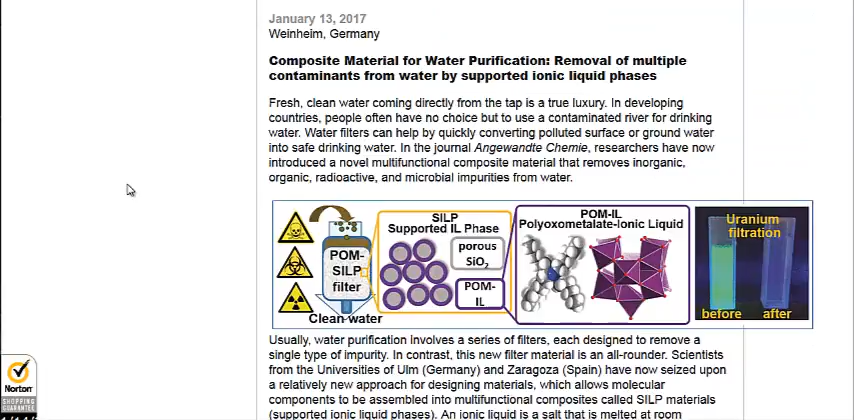 January 13, 2017
Weinheim, Germany
Composite Material for Water Purification: Removal of multiple
contaminants from water by supported ionic liquid phases
Fresh, clean water coming directly from the tap is a true luxury. In developing
countries, people often have no choice but to use a contaminated river for drinking
water. Water filters can help by quickly converting polluted surface or ground water
into safe drinking water. In the journal Angewandte Chemie, researchers have now
introduced a novel multifunctional composite material that removes inorganic,
organic, radioactive, and microbial impurities from water.
POM-
SILP
filter
Clean water
SILP
Supported IL Phase
porous
SiO₂
POM-
IL
POM-IL
Polyoxometalate-Ionic Liquid
Uranium
filtration
before after
Usually, water purification involves a series of filters, each designed to remove a
single type of impurity. In contrast, this new filter material is an all-rounder. Scientists
from the Universities of Ulm (Germany) and Zaragoza (Spain) have now seized upon
a relatively new approach for designing materials, which allows molecular
components to be assembled into multifunctional composites called SILP materials
(supported ionic liquid phases). An ionic liquid is a salt that is melted at room
Norton
SHOPPING
GUARANTEE